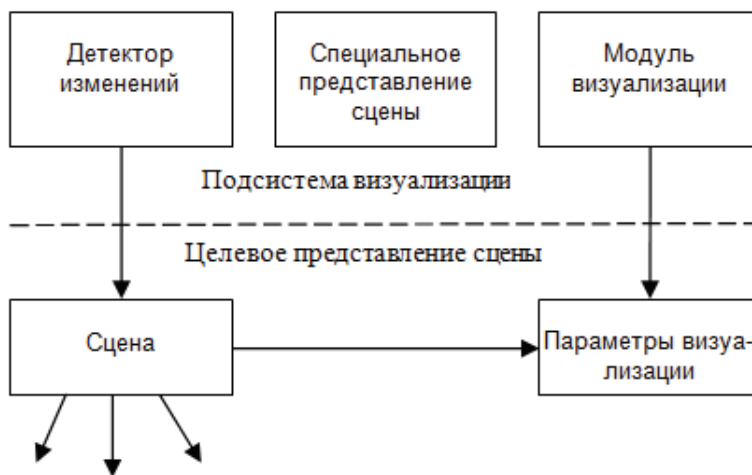 Детектор
изменений
Специальное
представление
сцены
Модуль
визуализации
Подсистема визуализации
Целевое представление сцены
Сцена
Параметры визуа-
лизации